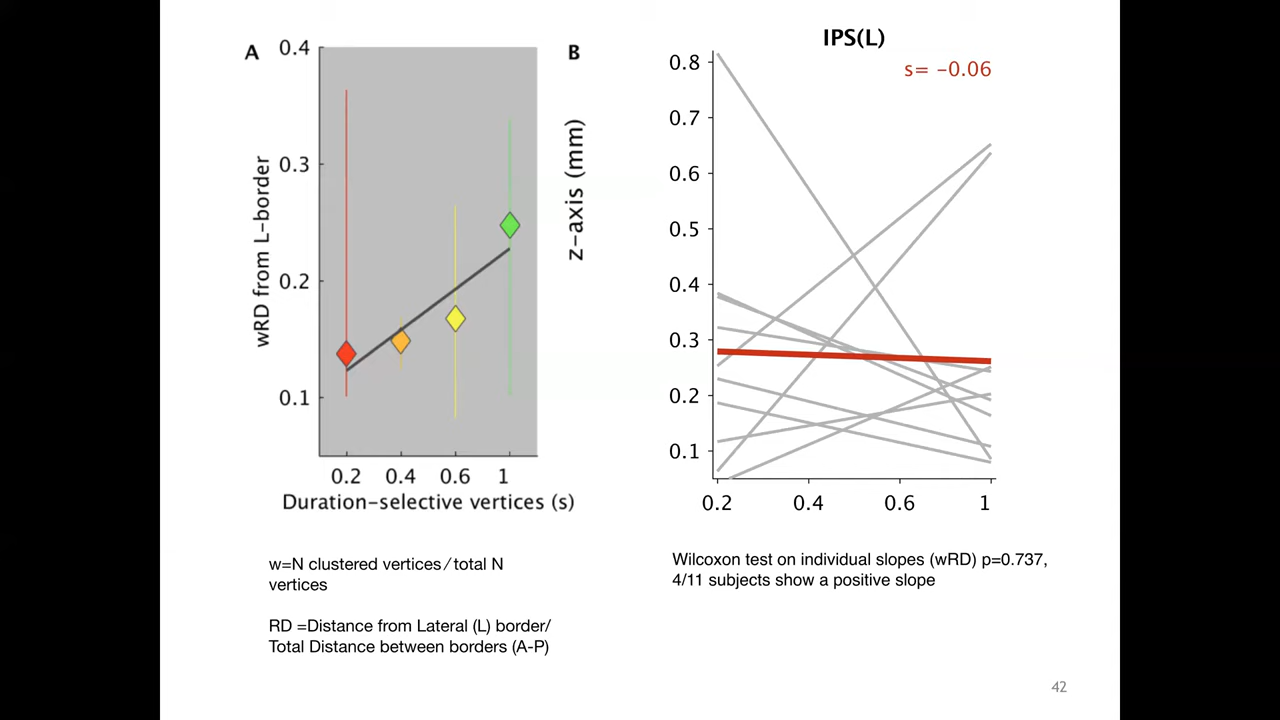 A
0.4
0.3
0.2
0.1
wRD from L-border
0.2 0.4 0.6 1
Duration-selective vertices (s)
w=N clustered vertices/total N
vertices
RD =Distance from Lateral (L) border/
Total Distance between borders (A-P)
B
z-axis (mm)
IPS(L)
s= -0.06
0.8
0.7
0.6
0.5
0.4
0.3
0.2
0.1
0.2 0.4 0.6 1
Wilcoxon test on individual slopes (wRD) p=0.737,
4/11 subjects show a positive slope
42